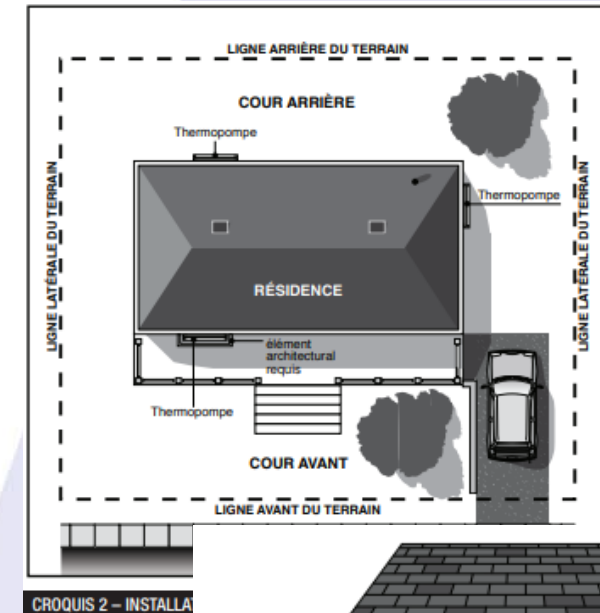 LIGNE ARRIÈRE DU TERRAIN
COUR ARRIÈRE
Thermopompe
Thermopompe
LIGNE LATÉRALE DU TERRAIN
LIGNE LATÉRALE DU TERRAIN
RÉSIDENCE
élément
architectural
requis
Thermopompe
COUR AVANT
LIGNE AVANT DU TERRAIN
CROQUIS 2 – INSTALLAT